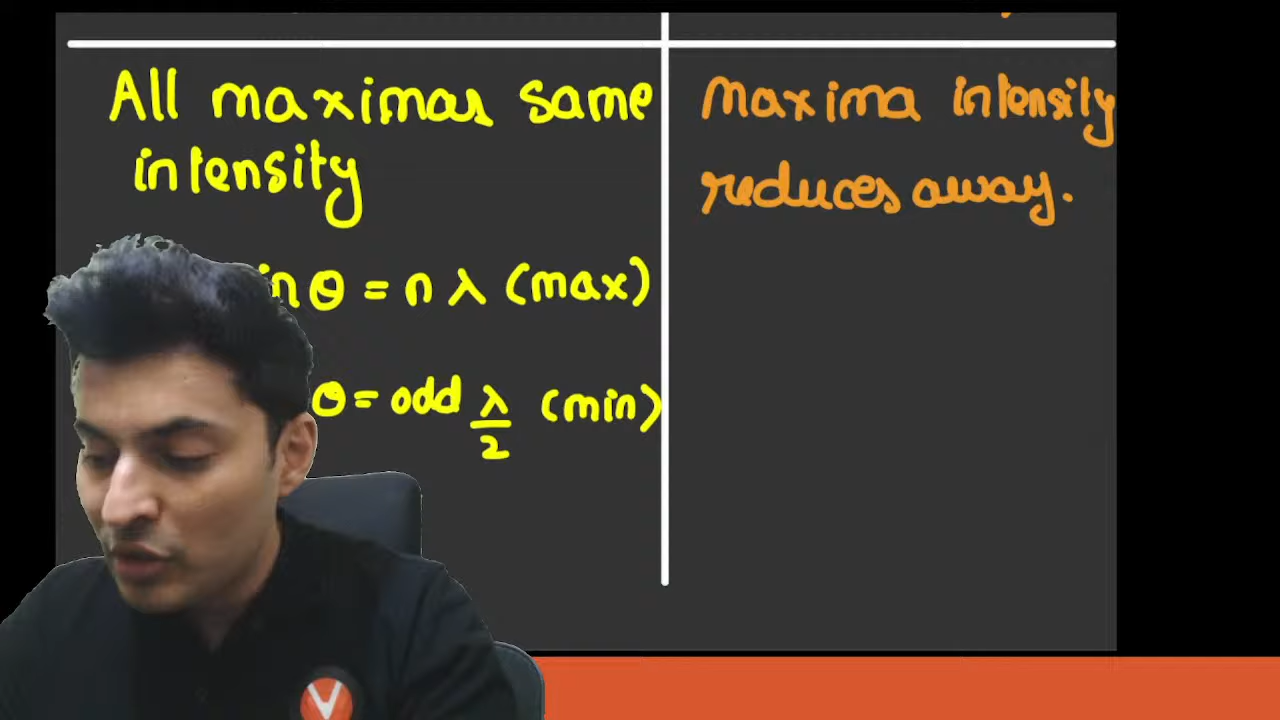 All maximas same
intensity
in θ = n λ (max)
θ = odd λ/2 (min)
Maxima intensity
reduces away.